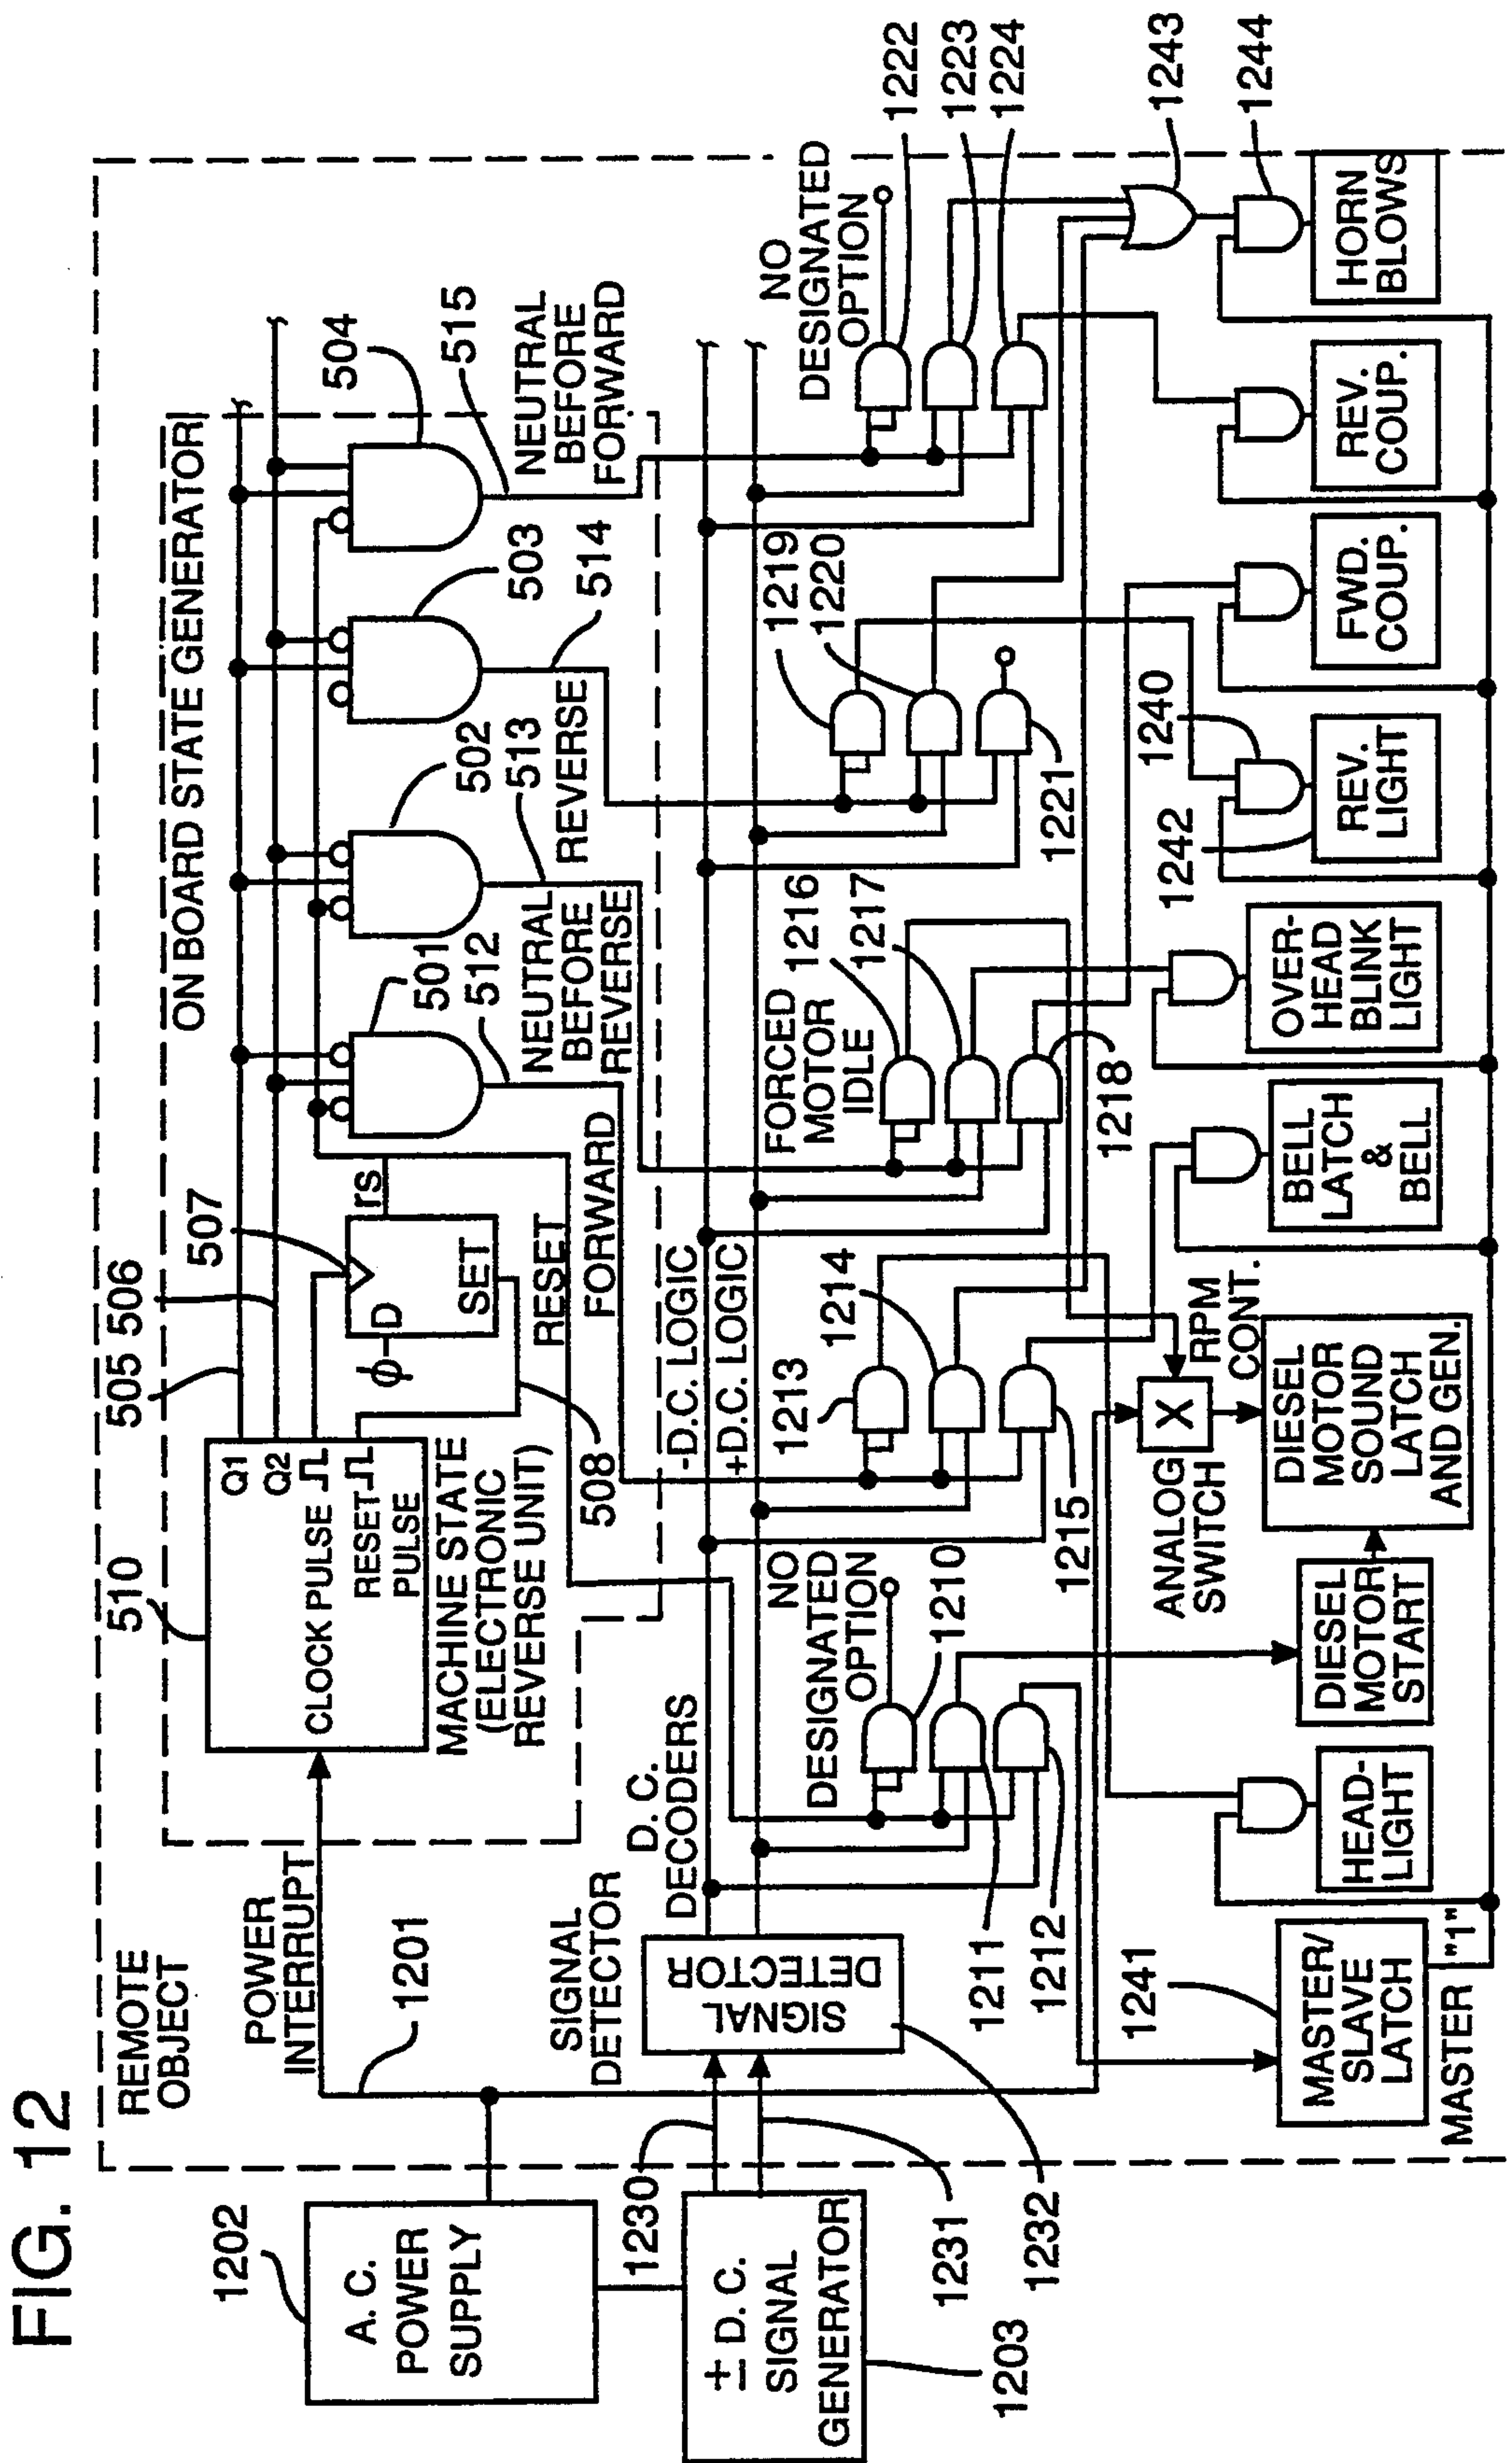 FIG. 12
REMOTE
OBJECT
ON BOARD STATE GENERATOR
1202
A. C.
POWER
SUPPLY
1203
± D. C.
SIGNAL
GENERATOR
1230
1231
1232
POWER
INTERRUPT
1201
SIGNAL
DETECTOR
SIGNAL
DETECTOR
D. C.
DECODERS
510
505
506
507
Q1
Q2
CLOCK PULSE
RESET
PULSE
MACHINE STATE
(ELECTRONIC
REVERSE UNIT)
ϕ
D
SET
rs
508
RESET
FORWARD
501
512
NEUTRAL
BEFORE
REVERSE
502
513
REVERSE
503
514
504
515
NEUTRAL
BEFORE
FORWARD
-D.C. LOGIC
+D.C. LOGIC
NO
DESIGNATED
OPTION
1210
1211
1212
1213
1214
1215
FORCED
MOTOR
IDLE
1216
1217
1218
1219
1220
1221
NO
DESIGNATED
OPTION
1222
1223
1224
1243
1244
1241
MASTER/
SLAVE
LATCH
MASTER
"1"
HEAD-
LIGHT
DIESEL
MOTOR
START
ANALOG
SWITCH
X
RPM
CONT.
DIESEL
MOTOR
SOUND
LATCH
AND GEN.
BELL
LATCH
&
BELL
OVER-
HEAD
BLINK
LIGHT
1242
1240
REV.
LIGHT
FWD.
COUP.
REV.
COUP.
HORN
BLOWS